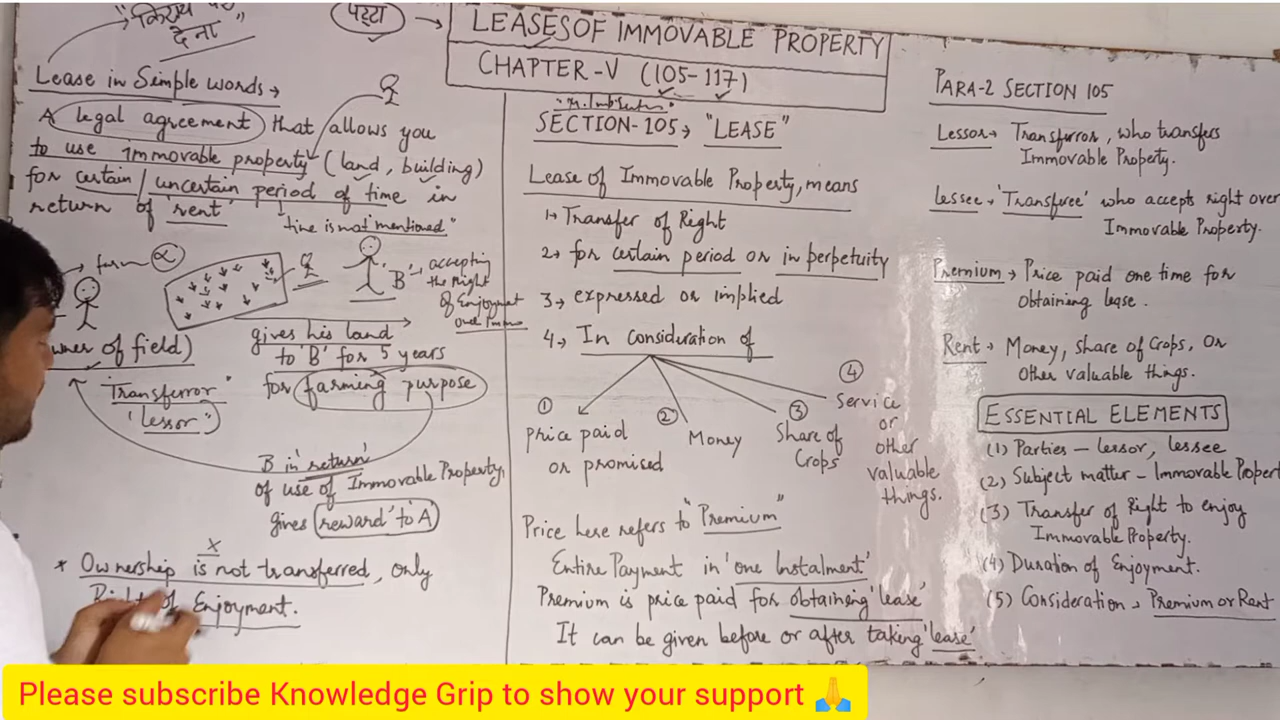 "किराये पर
देना"
पट्टा →
LEASES OF IMMOVABLE PROPERTY
CHAPTER-V (105-117)
Lease in Simple words→
A legal agreement that allows you
to use immovable property (land, building)
for certain/uncertain period of time in
return of 'rent'
"time is not mentioned"
farm
'B'→ accepting
the Right
of Enjoyment
over Immo
of field)
gives his land
to 'B' for 5 years
for farming purpose
Transferror"
"lessor"
B in 'return'
of use of Immovable Property,
gives 'reward' to 'A'
x
* Ownership is not transferred, only
Right of Enjoyment.
SECTION-105→ "LEASE"
Lease of Immovable Property, means
1→ Transfer of Right
2→ for certain period or in perpetuity
3→ expressed or implied
4→ In consideration of
① Price paid
or promised
② Money
③ Share of
Crops
④ Service
or
other
valuable
things.
Price here refers to "Premium"
Entire Payment in 'one Instalment'
Premium is price paid for obtaining 'lease'
It can be given before or after taking 'lease'
PARA-2 SECTION 105
Lessor→ Transferror, who transfers
Immovable Property.
Lessee→ 'Transferee' who accepts right over
Immovable Property.
Premium→ Price paid one time for
obtaining lease.
Rent→ Money, Share of Crops, Or
Other valuable things.
ESSENTIAL ELEMENTS
(1) Parties – lessor, lessee
(2) Subject matter – Immovable Propert
(3) Transfer of Right to enjoy
Immovable Property.
(4) Duration of Enjoyment.
(5) Consideration→ Premium or Rent
Please subscribe Knowledge Grip to show your support 🙏